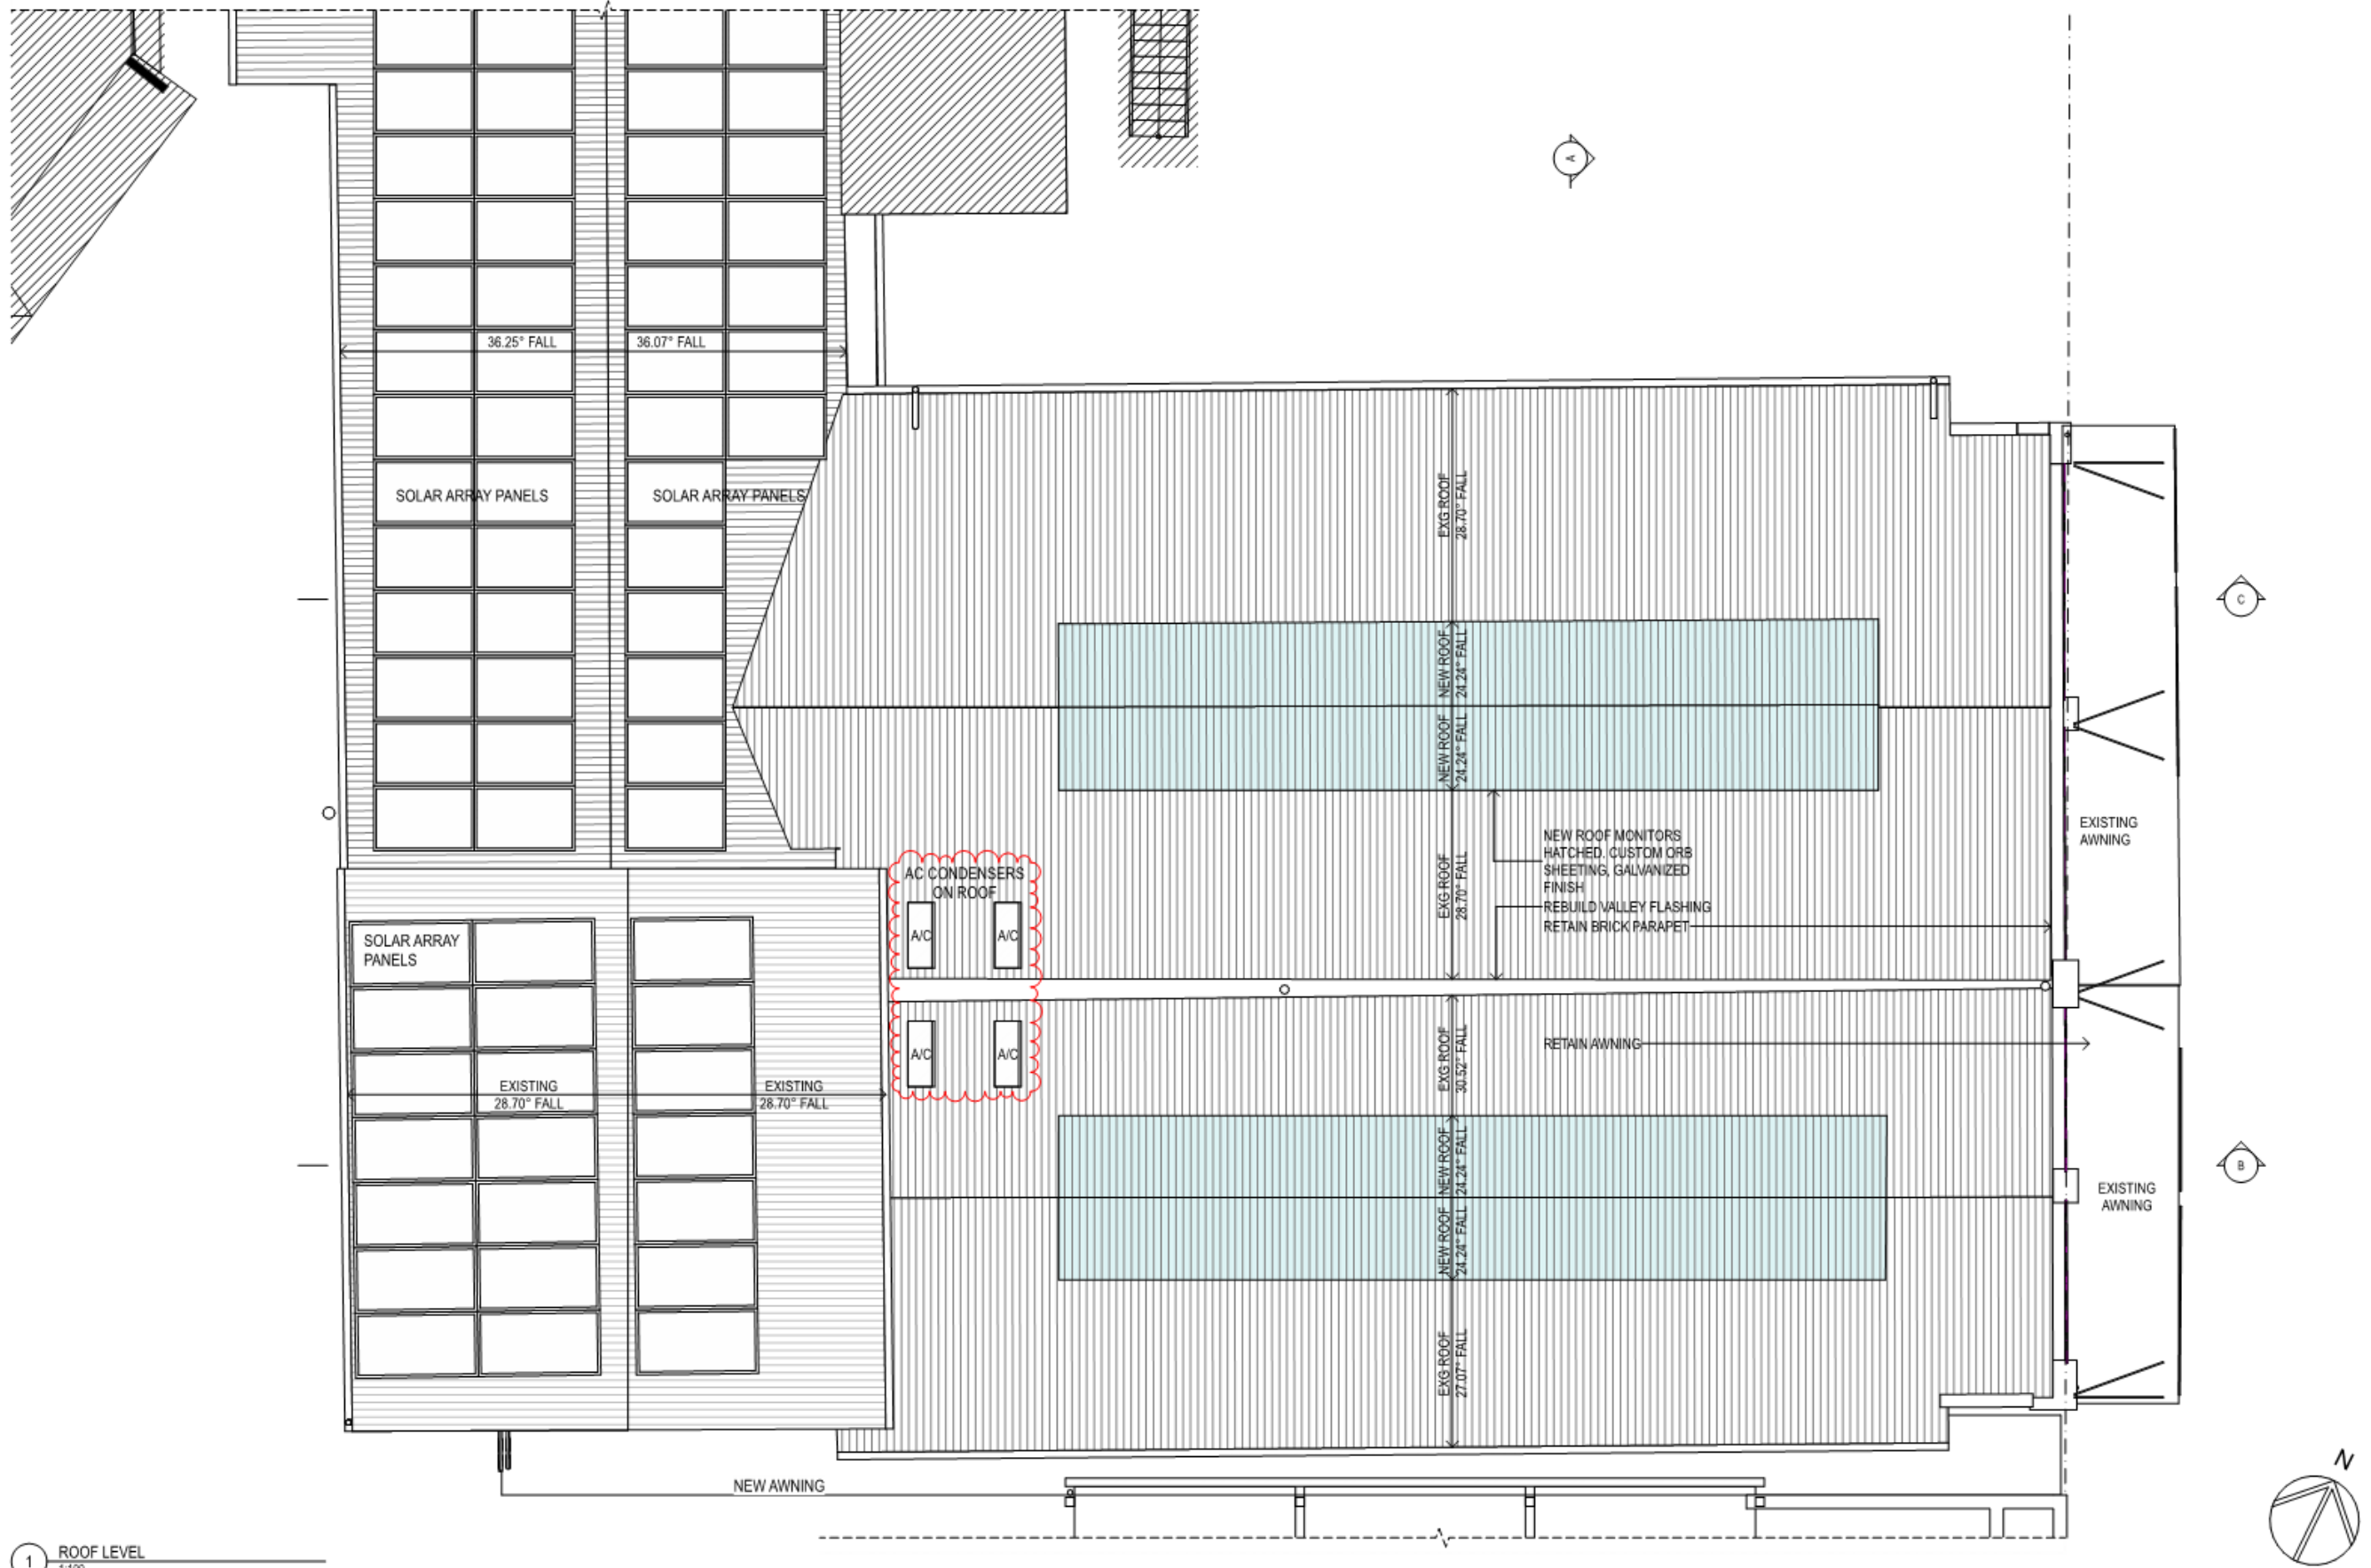 A
36.25° FALL
36.07° FALL
SOLAR ARRAY PANELS
SOLAR ARRAY PANELS
EXG ROOF
28.70° FALL
C
NEW ROOF
24.24° FALL
NEW ROOF
24.24° FALL
EXISTING
AWNING
NEW ROOF MONITORS
HATCHED. CUSTOM ORB
SHEETING, GALVANIZED
FINISH
REBUILD VALLEY FLASHING
RETAIN BRICK PARAPET
EXG ROOF
28.70° FALL
AC CONDENSERS
ON ROOF
A/C
A/C
SOLAR ARRAY
PANELS
A/C
A/C
RETAIN AWNING
EXG ROOF
30.52° FALL
EXISTING
28.70° FALL
EXISTING
28.70° FALL
NEW ROOF
24.24° FALL
B
EXISTING
AWNING
NEW ROOF
24.24° FALL
EXG ROOF
27.07° FALL
NEW AWNING
N
1
ROOF LEVEL